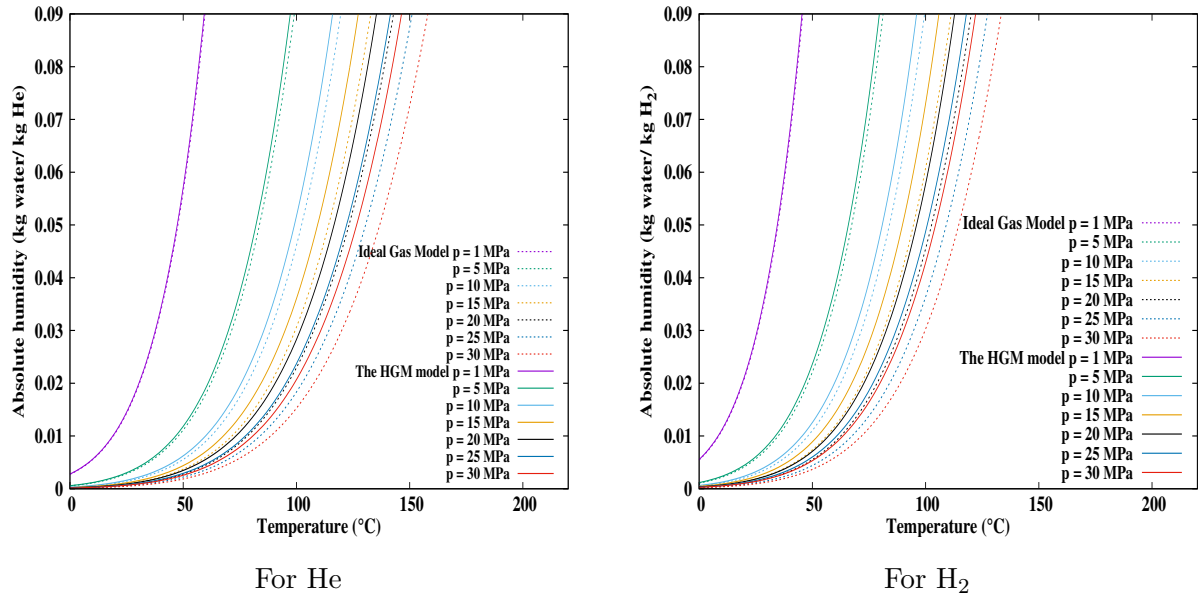 0.09
0.08
0.07
0.06
0.05
0.04
0.03
0.02
0.01
0
Absolute humidity (kg water/ kg He)
0
50
100
150
200
Temperature (°C)
Ideal Gas Model p = 1 MPa
p = 5 MPa
p = 10 MPa
p = 15 MPa
p = 20 MPa
p = 25 MPa
p = 30 MPa
The HGM model p = 1 MPa
p = 5 MPa
p = 10 MPa
p = 15 MPa
p = 20 MPa
p = 25 MPa
p = 30 MPa
For He
0.09
0.08
0.07
0.06
0.05
0.04
0.03
0.02
0.01
0
Absolute humidity (kg water/ kg H₂)
0
50
100
150
200
Temperature (°C)
Ideal Gas Model p = 1 MPa
p = 5 MPa
p = 10 MPa
p = 15 MPa
p = 20 MPa
p = 25 MPa
p = 30 MPa
The HGM model p = 1 MPa
p = 5 MPa
p = 10 MPa
p = 15 MPa
p = 20 MPa
p = 25 MPa
p = 30 MPa
For H₂